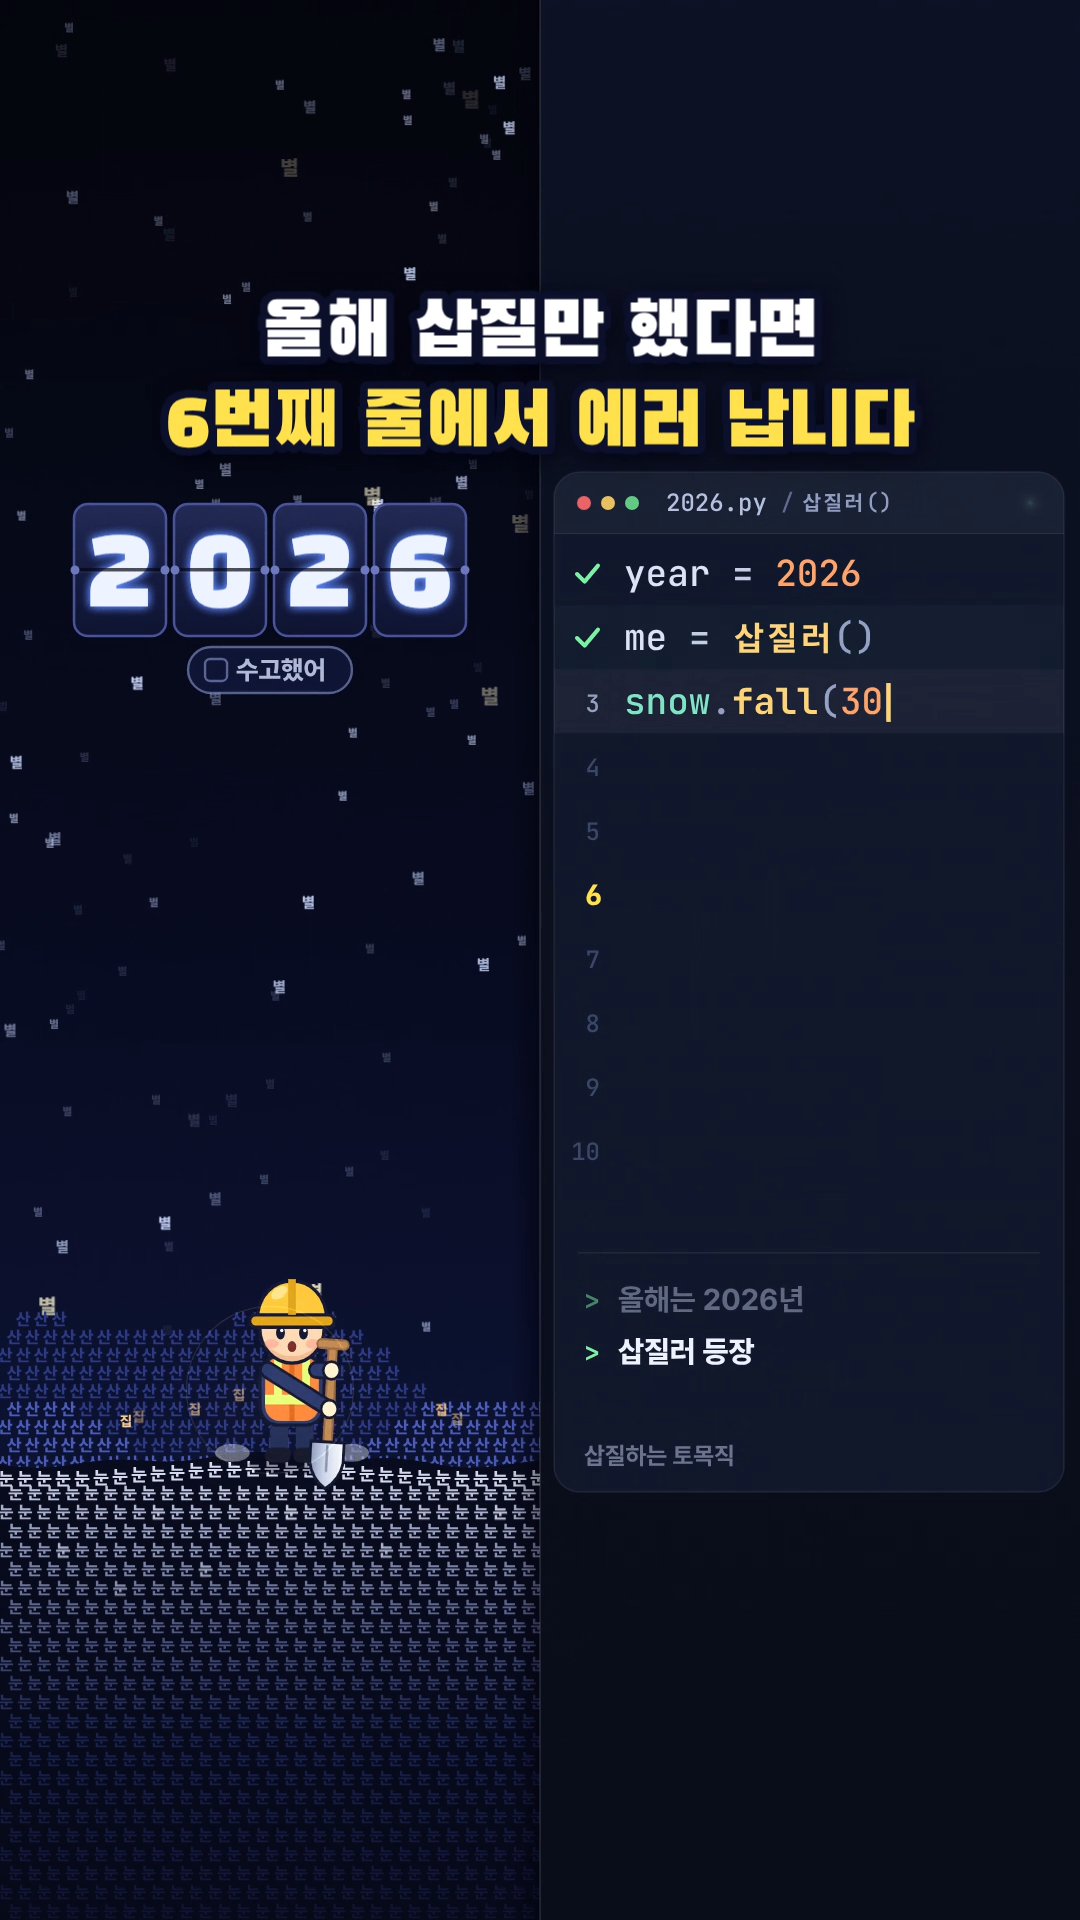 올해 삽질만 했다면
6번째 줄에서 에러 납니다
2026
수고했어
2026.py / 삽질러()
year = 2026
me = 삽질러()
3 snow.fall(30
4
5
6
7
8
9
10
> 올해는 2026년
> 삽질러 등장
삽질하는 토목직